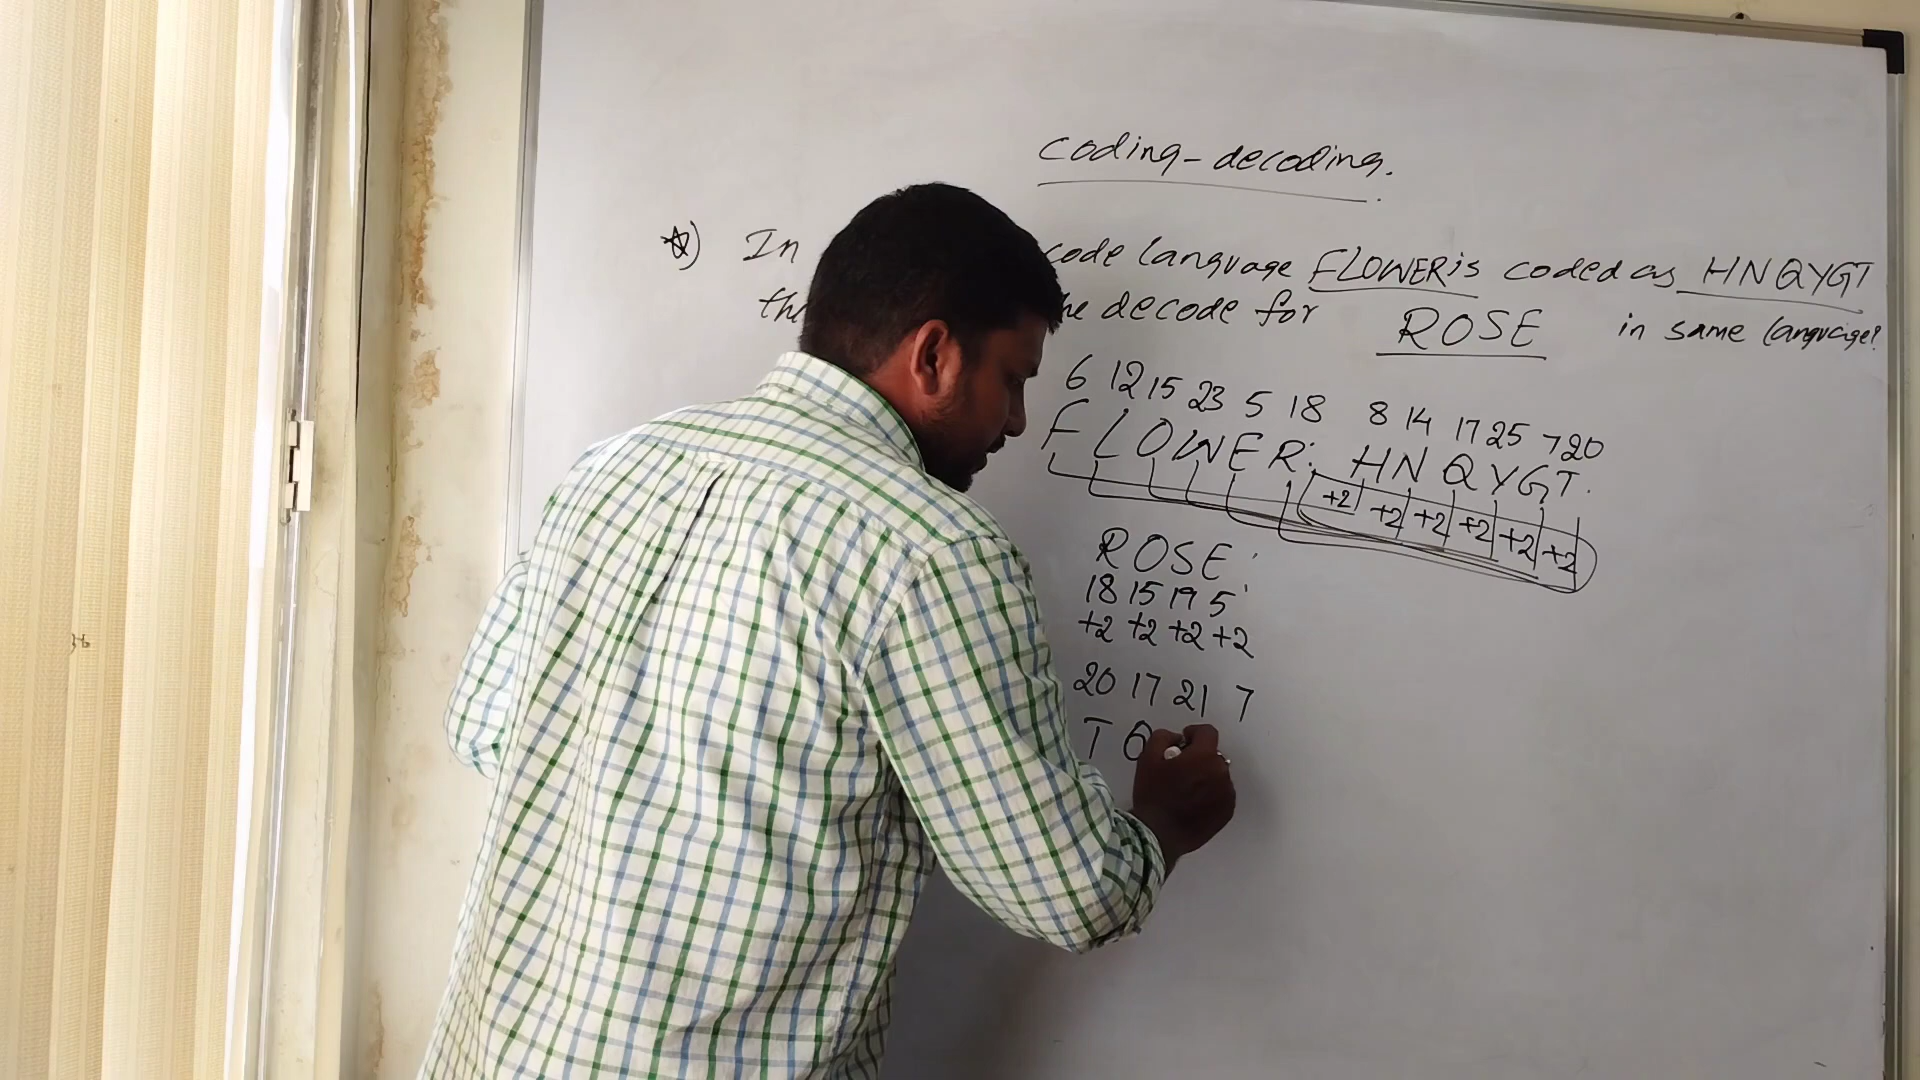 coding-decoding.
Q) In code language FLOWER is coded as HNQYGT
the decode for ROSE in same language?
6 12 15 23 5 18 8 14 17 25 7 20
FLOWER: HNQYGT.
+2 +2 +2 +2 +2 +2
ROSE:
18 15 19 5
+2 +2 +2 +2
20 17 21 7
T Q